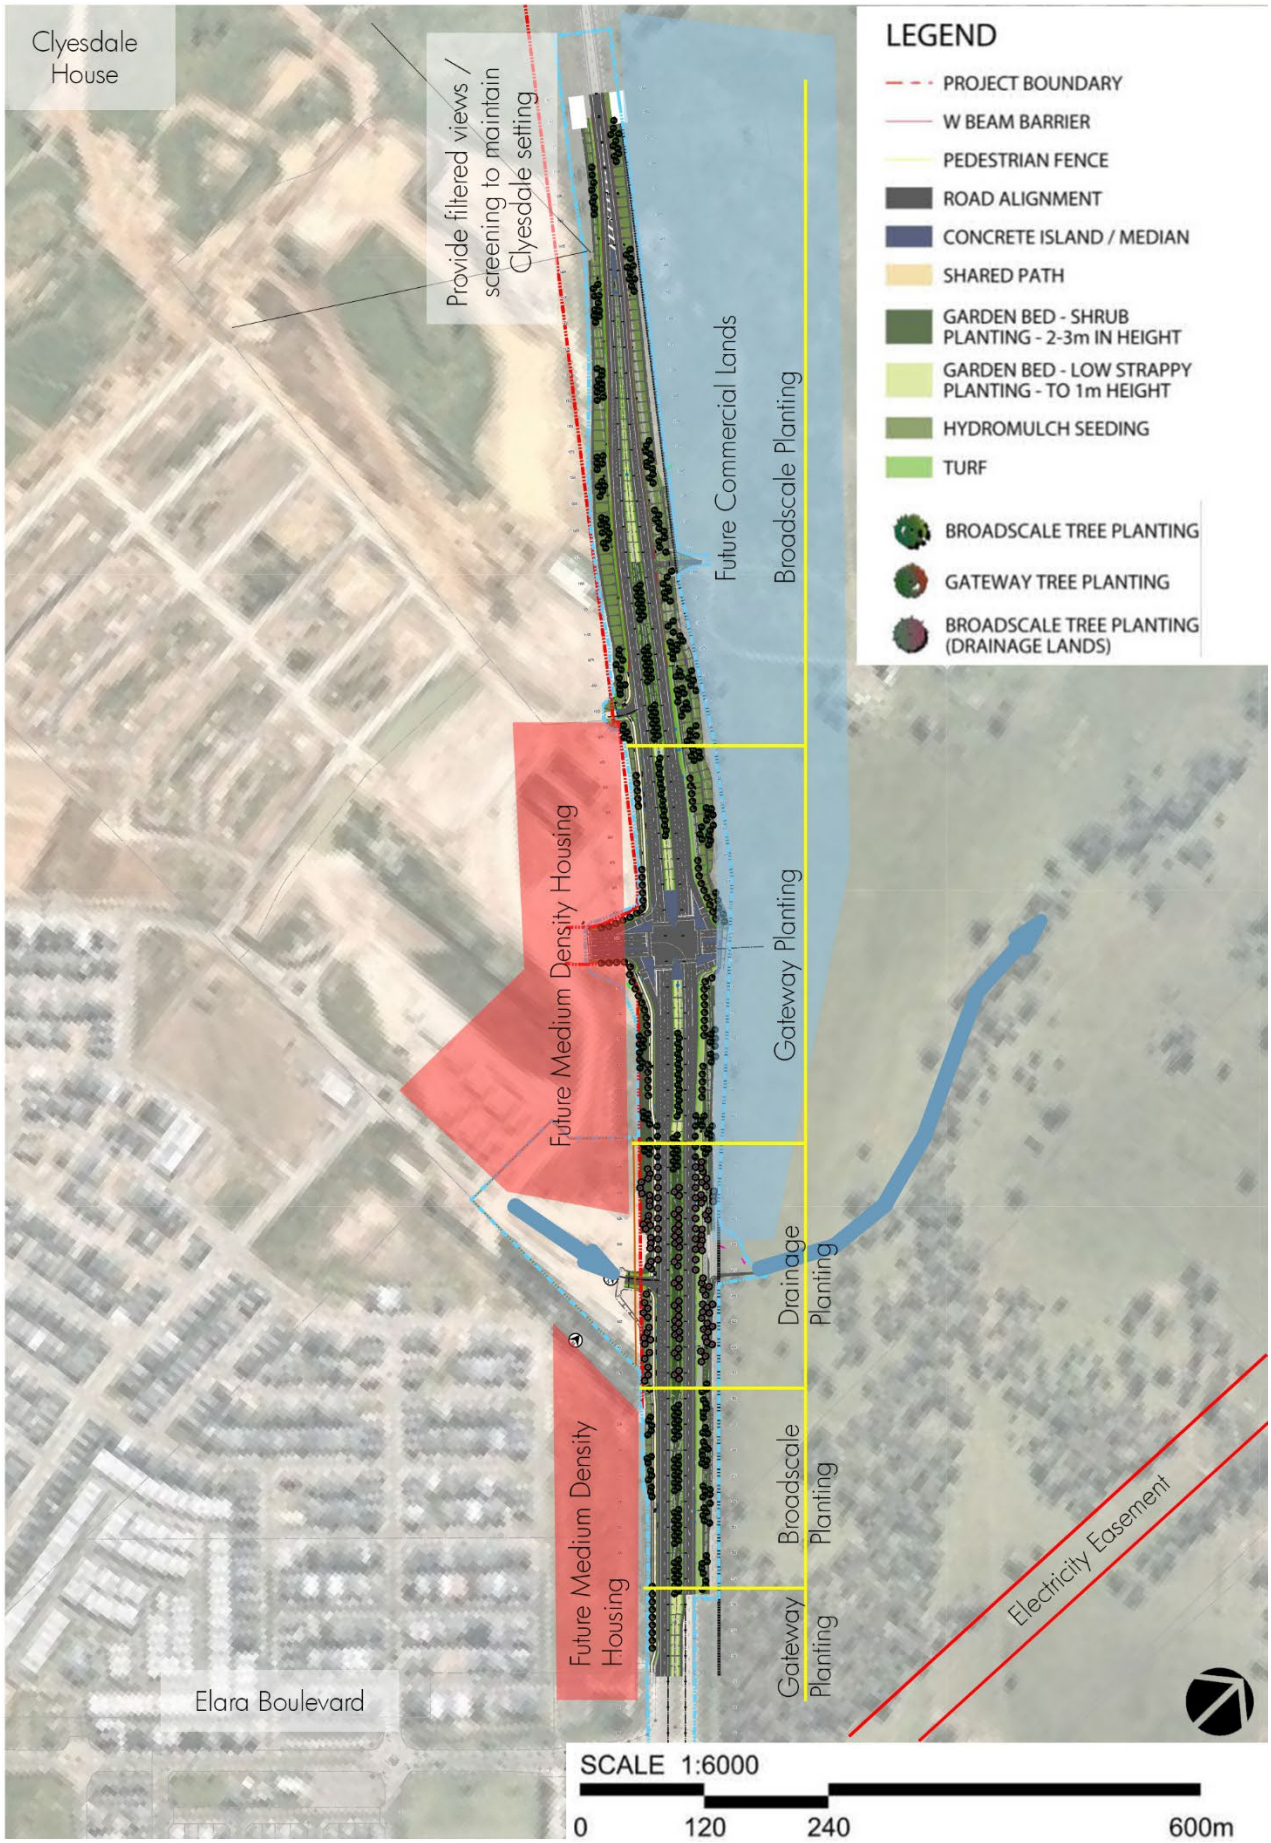 Clyesdale
House
Provide filtered views /
screening to maintain
Clyesdale setting
LEGEND
PROJECT BOUNDARY
W BEAM BARRIER
PEDESTRIAN FENCE
ROAD ALIGNMENT
CONCRETE ISLAND / MEDIAN
SHARED PATH
GARDEN BED - SHRUB
PLANTING - 2-3m IN HEIGHT
GARDEN BED - LOW STRAPPY
PLANTING - TO 1m HEIGHT
HYDROMULCH SEEDING
TURF
BROADSCALE TREE PLANTING
GATEWAY TREE PLANTING
BROADSCALE TREE PLANTING
(DRAINAGE LANDS)
Future Commercial Lands
Broadscale Planting
Future Medium Density Housing
Gateway Planting
Drainage
Planting
Broadscale
Planting
Future Medium Density
Housing
Gateway
Planting
Electricity Easement
Elara Boulevard
SCALE 1:6000
0 120 240 600m